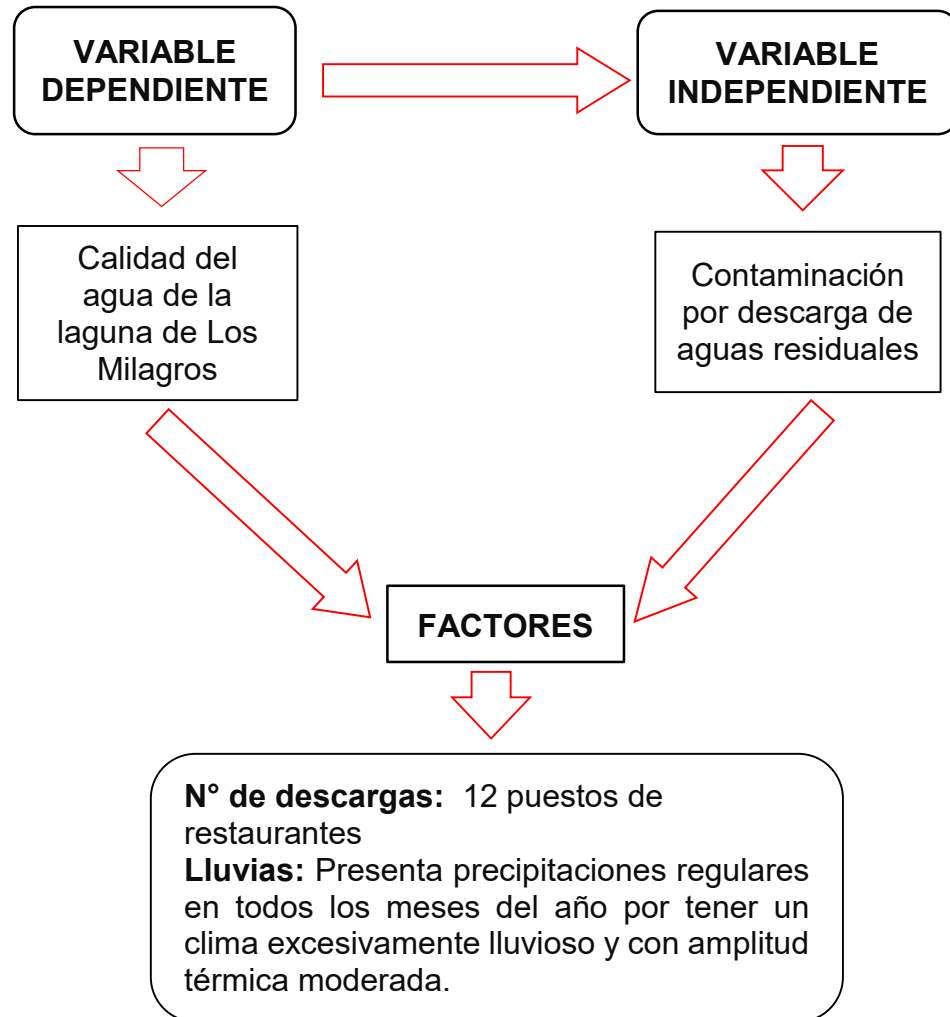 VARIABLE
DEPENDIENTE
VARIABLE
INDEPENDIENTE
Calidad del
agua de la
laguna de Los
Milagros
Contaminación
por descarga de
aguas residuales
FACTORES
N° de descargas: 12 puestos de
restaurantes
Lluvias: Presenta precipitaciones regulares
en todos los meses del año por tener un
clima excesivamente lluvioso y con amplitud
térmica moderada.